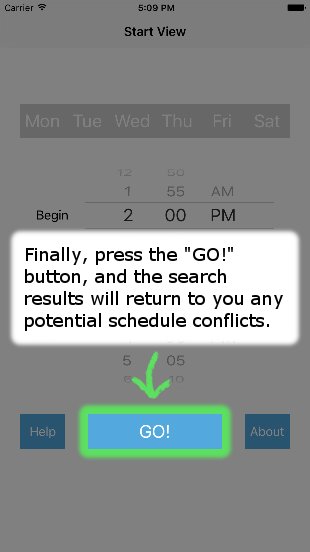 Carrier 5:09 PM
Start View
Mon Tue Wed Thu Fri Sat
12 50
1 55 AM
Begin 2 00 PM
Finally, press the "GO!"
button, and the search
results will return to you any
potential schedule conflicts.
5 05
6 10
Help GO! About